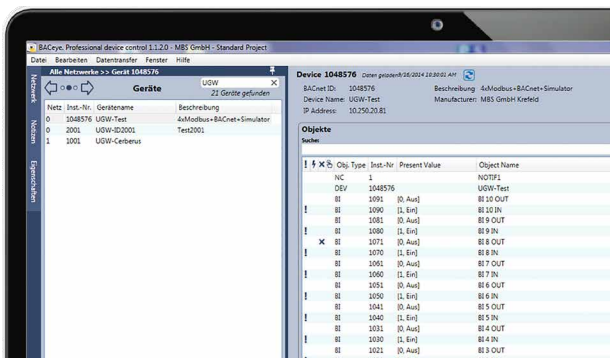 BACeye, Professional device control 1.1.2.0 - MBS GmbH - Standard Project
Datei Bearbeiten Datentransfer Fenster Hilfe
Alle Netzwerke >> Gerät 1048576
Netzwerk
Notizen
Eigenschaften
Geräte
UGW
21 Geräte gefunden
Netz Inst.-Nr. Gerätename Beschreibung
0 1048576 UGW-Test 4xModbus+BACnet+Simulator
0 2001 UGW-ID2001 Test2001
1 1001 UGW-Cerberus
Device 1048576 Daten geladen9/16/2014 10:30:01 AM
BACnet ID: 1048576 Beschreibung 4xModbus+BACnet+Simulator
Device Name: UGW-Test Manufacturer: MBS GmbH Krefeld
IP Address: 10.250.20.81
Objekte
Suche:
Obj. Type Inst.-Nr Present Value Object Name
NC 1 NOTIF1
DEV 1048576 UGW-Test
BI 1091 [0, Aus] BI 10 OUT
! BI 1090 [1, Ein] BI 10 IN
BI 1081 [0, Aus] BI 9 OUT
! BI 1080 [1, Ein] BI 9 IN
BI 1071 [0, Aus] BI 8 OUT
! BI 1070 [1, Ein] BI 8 IN
BI 1061 [0, Aus] BI 7 OUT
! BI 1060 [1, Ein] BI 7 IN
BI 1051 [0, Aus] BI 6 OUT
! BI 1050 [1, Ein] BI 6 IN
BI 1041 [0, Aus] BI 5 OUT
! BI 1040 [1, Ein] BI 5 IN
BI 1031 [0, Aus] BI 4 OUT
! BI 1030 [1, Ein] BI 4 IN
BI 1021 [0, Aus] BI 3 OUT